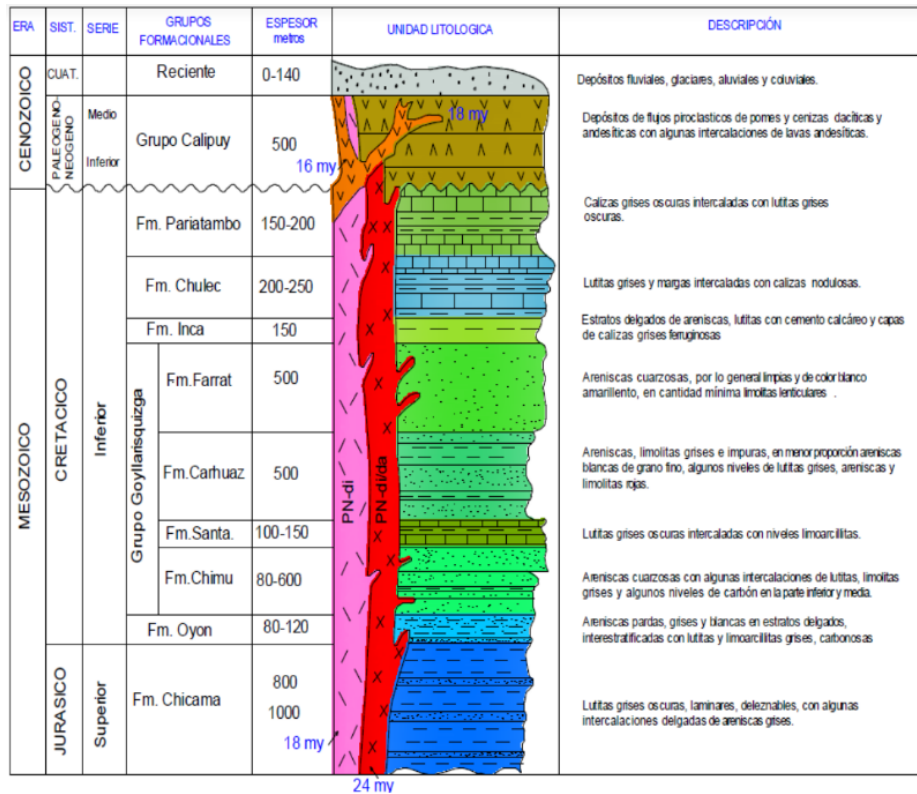 ERA
SIST.
SERIE
GRUPOS
FORMACIONALES
ESPESOR
metros
UNIDAD LITOLOGICA
DESCRIPCIÓN
CENOZOICO
CUAT.
Reciente
0-140
Depósitos fluviales, glaciares, aluviales y coluviales.
PALEOGENO-
NEOGENO
Medio
Inferior
Grupo Calipuy
500
16 my
18 my
Depósitos de flujos piroclasticos de pomes y cenizas dacíticas y
andesíticas con algunas intercalaciones de lavas andesíticas.
MESOZOICO
CRETACICO
Inferior
Fm. Pariatambo
150-200
Calizas grises oscuras intercaladas con lutitas grises
oscuras.
Fm. Chulec
200-250
Lutitas grises y margas intercaladas con calizas nodulosas.
Fm. Inca
150
Estratos delgados de areniscas, lutitas con cemento calcáreo y capas
de calizas grises ferruginosas
Grupo Goyllarisquizga
Fm.Farrat
500
Areniscas cuarzosas, por lo general limpias y de color blanco
amarillento, en cantidad mínima limolitas lenticulares .
Fm.Carhuaz
500
PN-di
PN-di/da
Areniscas, limolitas grises e impuras, en menor proporción areniscas
blancas de grano fino, algunos niveles de lutitas grises, areniscas y
limolitas rojas.
Fm.Santa.
100-150
Lutitas grises oscuras intercaladas con niveles limoarcillitas.
Fm.Chimu
80-600
Areniscas cuarzosas con algunas intercalaciones de lutitas, limolitas
grises y algunos niveles de carbón en la parte inferior y media.
Fm. Oyon
80-120
Areniscas pardas, grises y blancas en estratos delgados,
interestratificadas con lutitas y limoarcillitas grises, carbonosas
JURASICO
Superior
Fm. Chicama
800
1000
Lutitas grises oscuras, laminares, deleznables, con algunas
intercalaciones delgadas de areniscas grises.
18 my
24 my